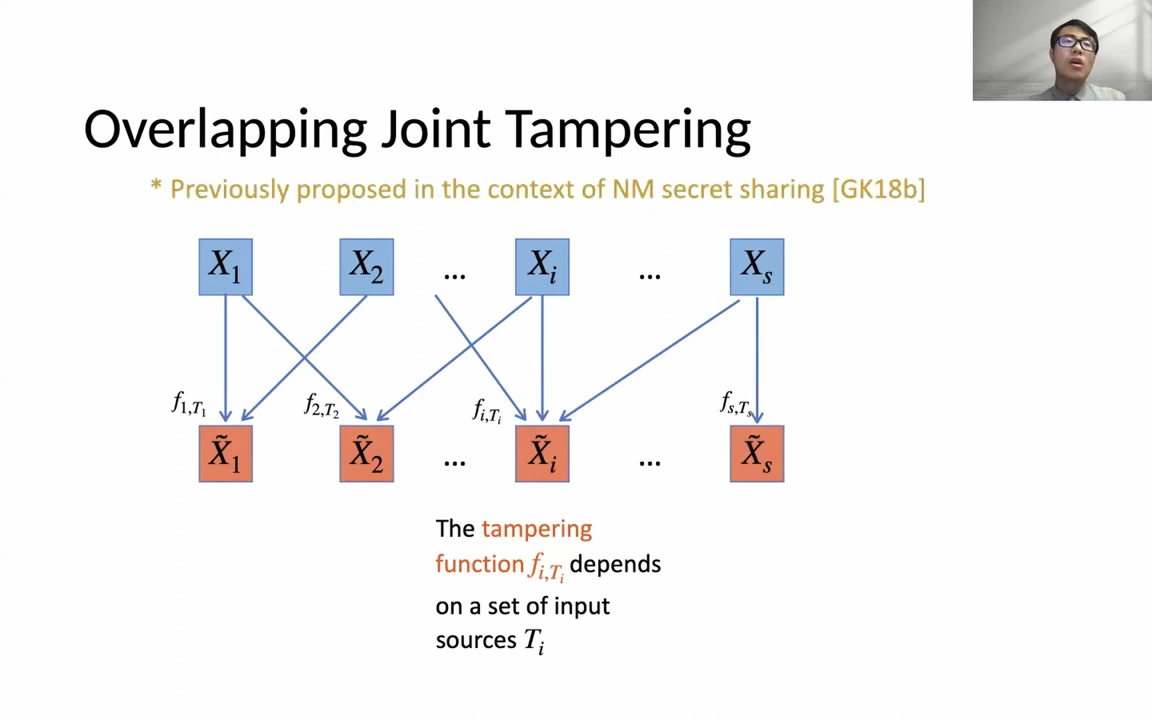 Overlapping Joint Tampering
* Previously proposed in the context of NM secret sharing [GK18b]
X₁ X₂ ... Xᵢ ... Xₛ
f₁,T₁ f₂,T₂ fᵢ,Tᵢ fₛ,Tₛ
X̃₁ X̃₂ ... X̃ᵢ ... X̃ₛ
The tampering
function fᵢ,Tᵢ depends
on a set of input
sources Tᵢ